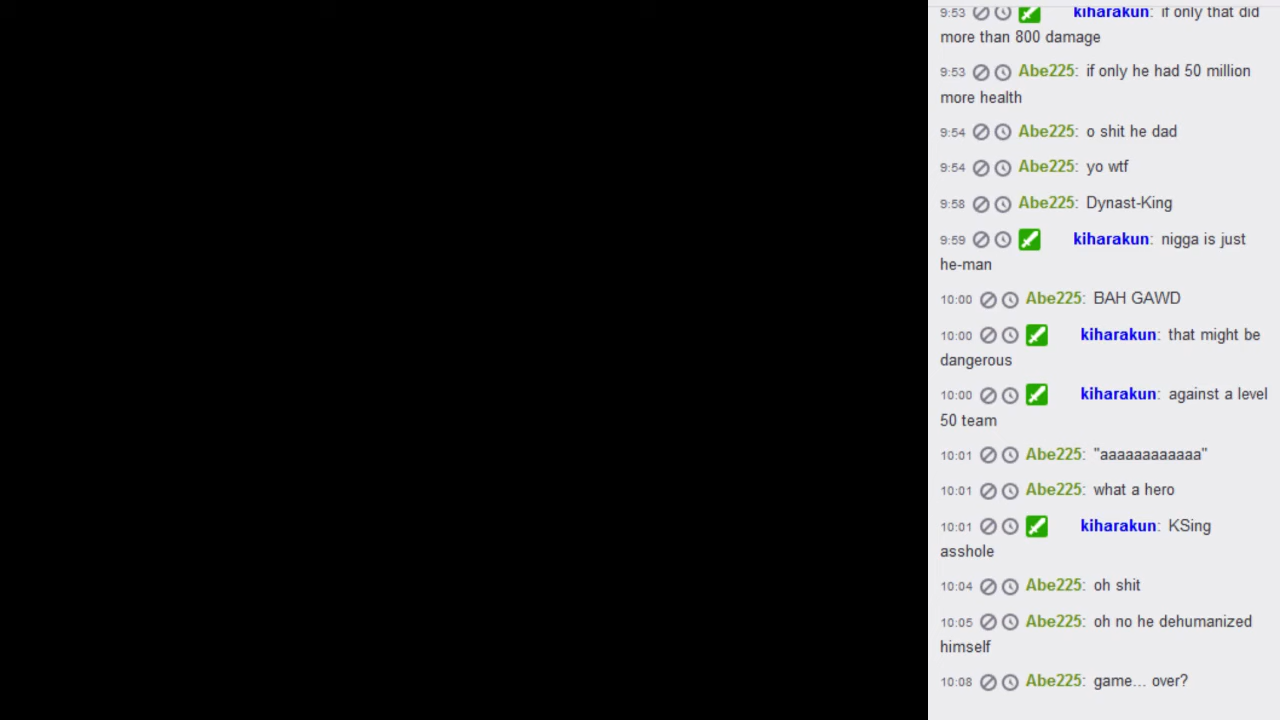 9:53 kiharakun: if only that did
more than 800 damage
9:53 Abe225: if only he had 50 million
more health
9:54 Abe225: o shit he dad
9:54 Abe225: yo wtf
9:58 Abe225: Dynast-King
9:59 kiharakun: nigga is just
he-man
10:00 Abe225: BAH GAWD
10:00 kiharakun: that might be
dangerous
10:00 kiharakun: against a level
50 team
10:01 Abe225: "aaaaaaaaaaaa"
10:01 Abe225: what a hero
10:01 kiharakun: KSing
asshole
10:04 Abe225: oh shit
10:05 Abe225: oh no he dehumanized
himself
10:08 Abe225: game... over?